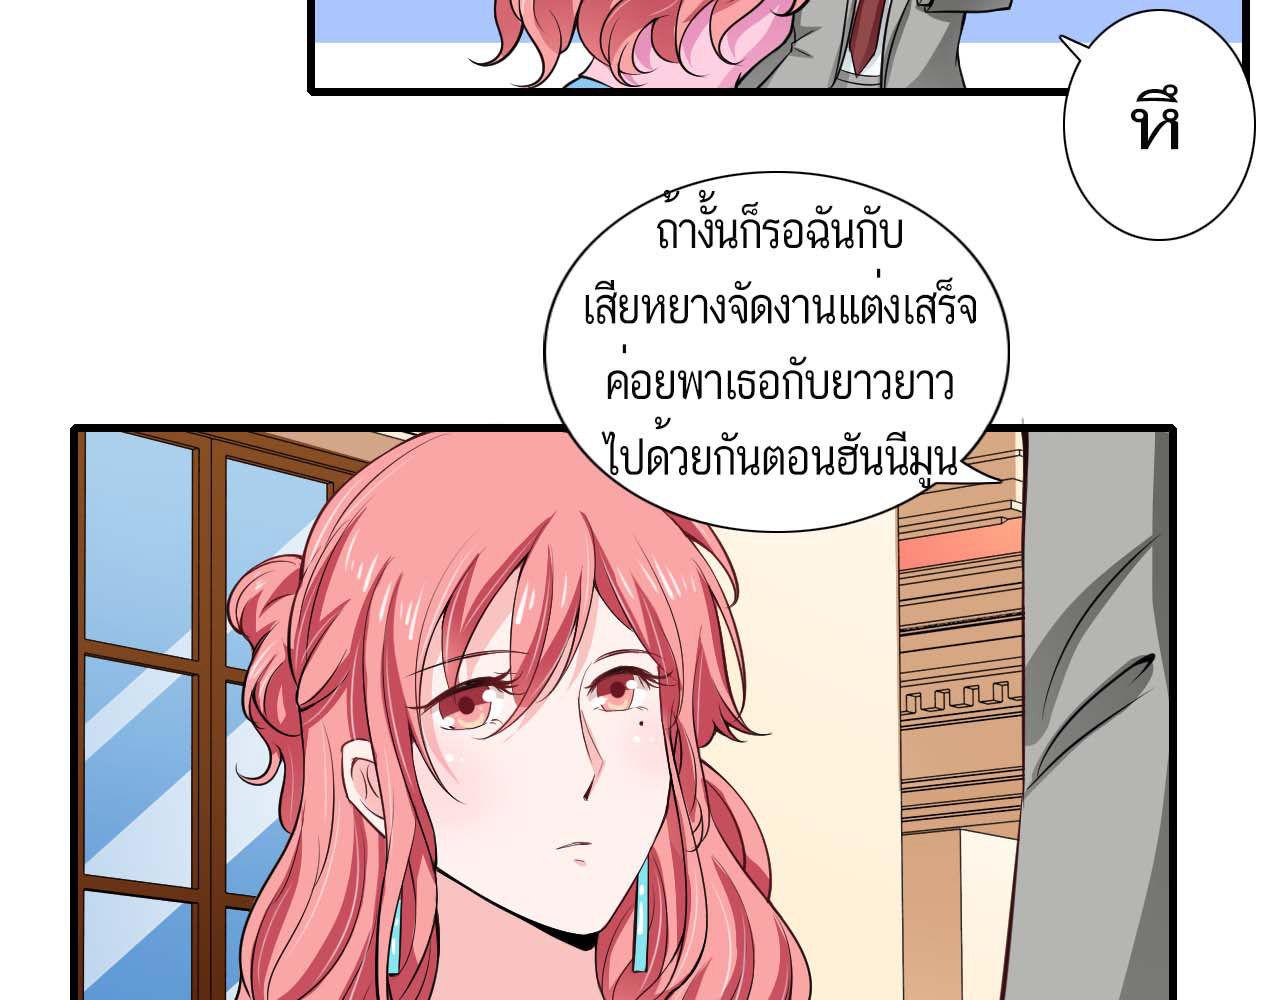 หึ
ถ้างั้นก็รอฉันกับ
เสียหยางจัดงานแต่งเสร็จ
ค่อยพาเธอกับยาวยาว
ไปด้วยกันตอนฮันนีมูน